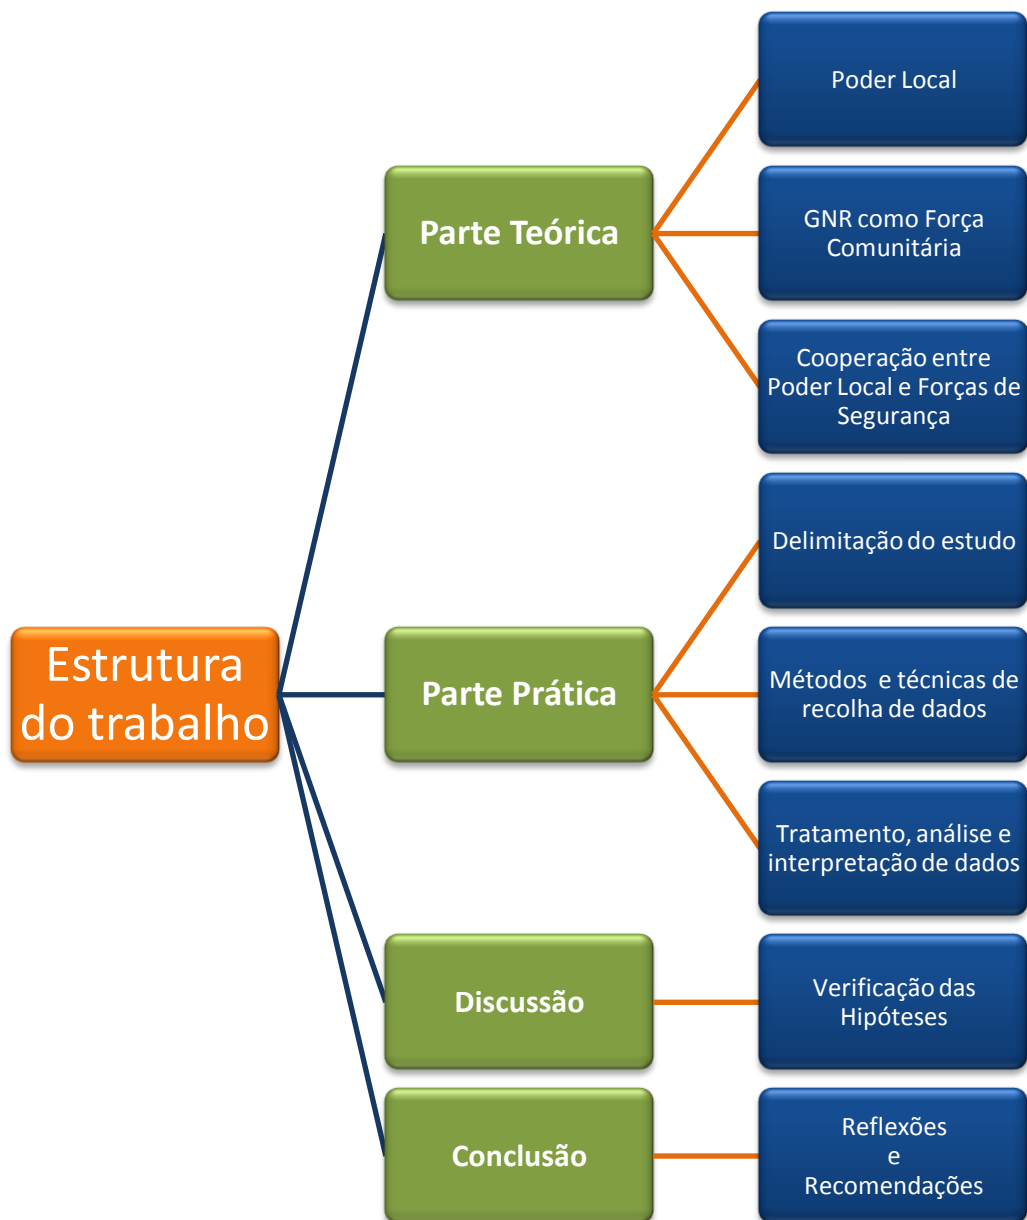 Estrutura
do trabalho
Parte Teórica
Poder Local
GNR como Força
Comunitária
Cooperação entre
Poder Local e Forças de
Segurança
Parte Prática
Delimitação do estudo
Métodos e técnicas de
recolha de dados
Tratamento, análise e
interpretação de dados
Discussão
Verificação das
Hipóteses
Conclusão
Reflexões
e
Recomendações